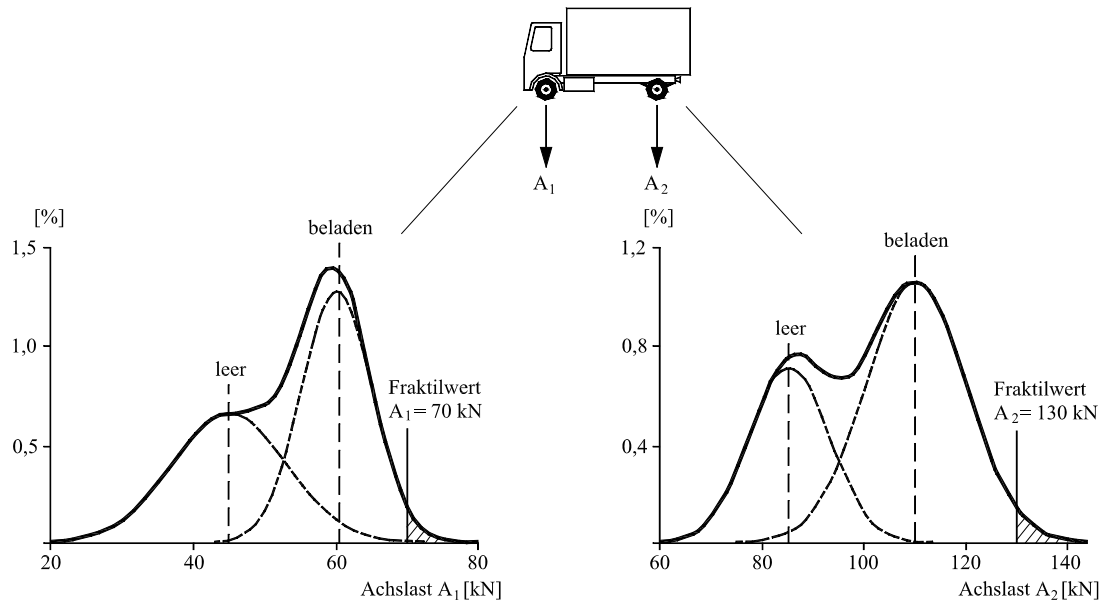 A1
A2
[%]
1,5
1,0
0,5
leer
beladen
Fraktilwert
A1= 70 kN
20
40
60
80
Achslast A1 [kN]
[%]
1,2
0,8
0,4
leer
beladen
Fraktilwert
A2= 130 kN
60
80
100
120
140
Achslast A2 [kN]